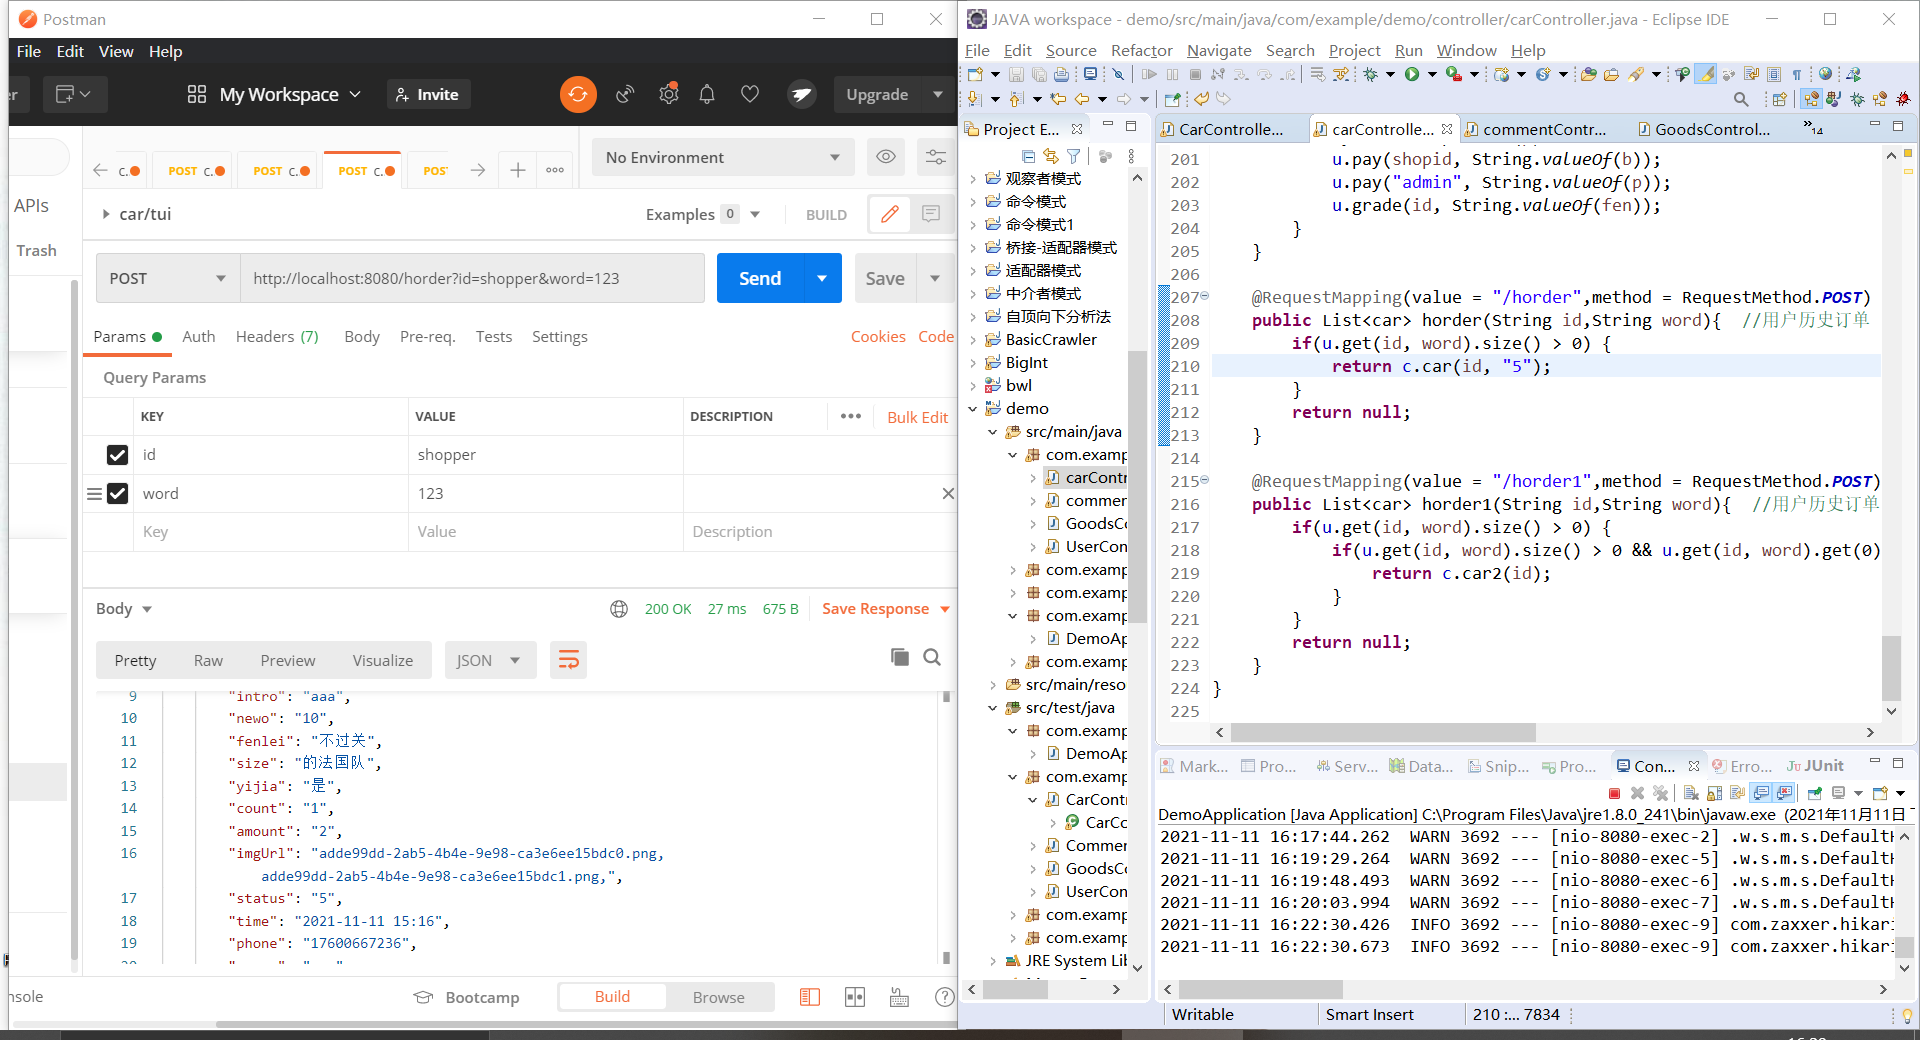 Postman
File Edit View Help
My Workspace
Invite
Upgrade
No Environment
c.
POST c.
POST c.
POST c.
POS
APIs
Trash
car/tui
Examples 0
BUILD
POST
http://localhost:8080/horder?id=shopper&word=123
Send
Save
Params
Auth
Headers (7)
Body
Pre-req.
Tests
Settings
Cookies
Code
Query Params
KEY VALUE DESCRIPTION
Bulk Edit
id shopper
word 123
Key Value Description
Body
200 OK 27 ms 675 B
Save Response
Pretty Raw Preview Visualize JSON
9 "intro": "aaa",
10 "newo": "10",
11 "fenlei": "不过关",
12 "size": "的法国队",
13 "yijia": "是",
14 "count": "1",
15 "amount": "2",
16 "imgUrl": "adde99dd-2ab5-4b4e-9e98-ca3e6ee15bdc0.png,
adde99dd-2ab5-4b4e-9e98-ca3e6ee15bdc1.png,",
17 "status": "5",
18 "time": "2021-11-11 15:16",
19 "phone": "17600667236",
nsole
Bootcamp
Build
Browse
JAVA workspace - demo/src/main/java/com/example/demo/controller/carController.java - Eclipse IDE
File Edit Source Refactor Navigate Search Project Run Window Help
Project E...
观察者模式
命令模式
命令模式1
桥接-适配器模式
适配器模式
中介者模式
自顶向下分析法
BasicCrawler
BigInt
bwl
demo
src/main/java
com.examp
carContr
commer
GoodsCo
UserCon
com.examp
com.examp
com.examp
DemoAp
com.examp
src/main/reso
src/test/java
com.examp
DemoAp
com.examp
CarContr
CarCo
Commer
GoodsCo
UserCon
com.examp
com.examp
JRE System Lib
CarControlle...
carControlle...
commentContr...
GoodsControl...
»14
201 u.pay(shopid, String.valueOf(b));
202 u.pay("admin", String.valueOf(p));
203 u.grade(id, String.valueOf(fen));
204 }
205 }
206
207 @RequestMapping(value = "/horder",method = RequestMethod.POST)
208 public List<car> horder(String id,String word){ //用户历史订单
209 if(u.get(id, word).size() > 0) {
210 return c.car(id, "5");
211 }
212 return null;
213 }
214
215 @RequestMapping(value = "/horder1",method = RequestMethod.POST)
216 public List<car> horder1(String id,String word){ //用户历史订单
217 if(u.get(id, word).size() > 0) {
218 if(u.get(id, word).size() > 0 && u.get(id, word).get(0)
219 return c.car2(id);
220 }
221 }
222 return null;
223 }
224 }
225
Mark...
Pro...
Serv...
Data...
Snip...
Pro...
Con...
Erro...
JUnit
DemoApplication [Java Application] C:\Program Files\Java\jre1.8.0_241\bin\javaw.exe (2021年11月11日
2021-11-11 16:17:44.262 WARN 3692 --- [nio-8080-exec-2] .w.s.m.s.DefaultH
2021-11-11 16:19:29.264 WARN 3692 --- [nio-8080-exec-5] .w.s.m.s.DefaultH
2021-11-11 16:19:48.493 WARN 3692 --- [nio-8080-exec-6] .w.s.m.s.DefaultH
2021-11-11 16:20:03.994 WARN 3692 --- [nio-8080-exec-7] .w.s.m.s.DefaultH
2021-11-11 16:22:30.426 INFO 3692 --- [nio-8080-exec-9] com.zaxxer.hikari
2021-11-11 16:22:30.673 INFO 3692 --- [nio-8080-exec-9] com.zaxxer.hikari
Writable
Smart Insert
210 :... 7834